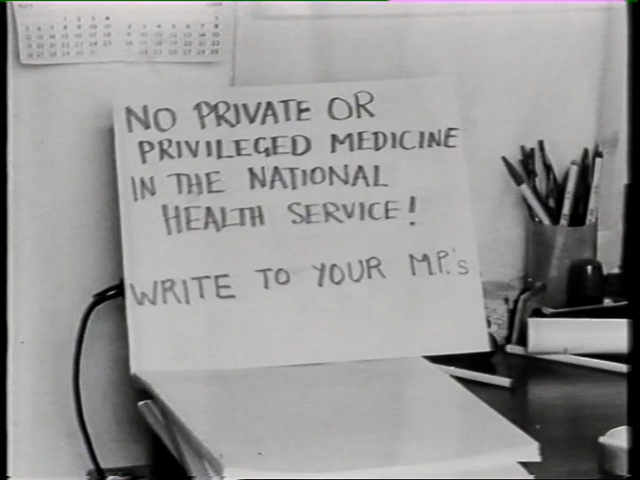 NO PRIVATE OR
PRIVILEGED MEDICINE
IN THE NATIONAL
HEALTH SERVICE!
WRITE TO YOUR M.P.'s